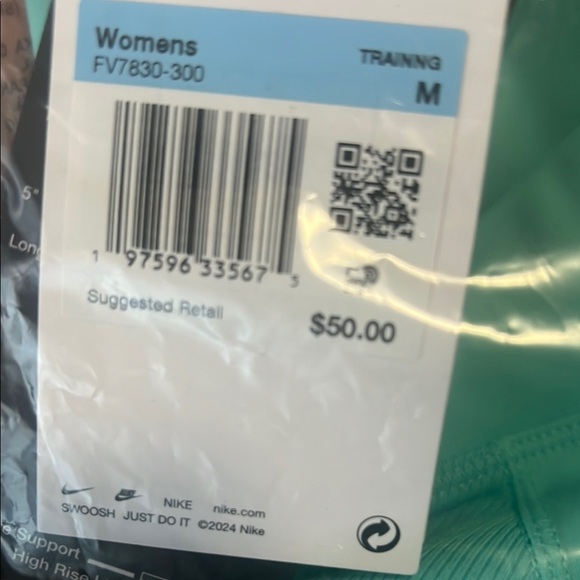 Womens
FV7830-300
TRAINNG
M
1 97596 33567 5
Suggested Retail
$50.00
NIKE nike.com
SWOOSH JUST DO IT ©2024 Nike
5"
Support
High Rise